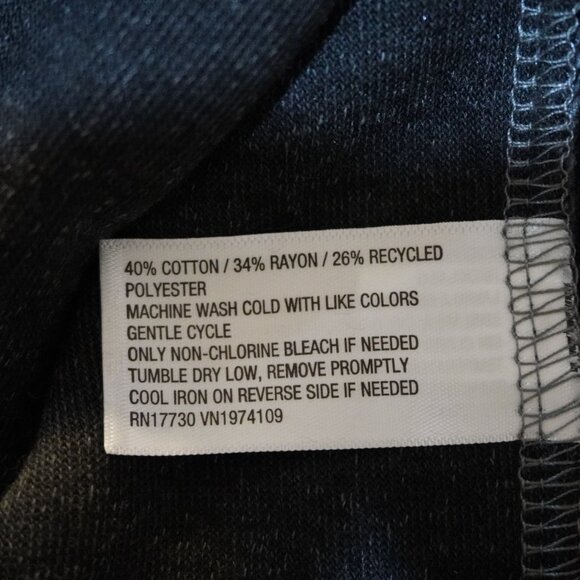 40% COTTON / 34% RAYON / 26% RECYCLED
POLYESTER
MACHINE WASH COLD WITH LIKE COLORS
GENTLE CYCLE
ONLY NON-CHLORINE BLEACH IF NEEDED
TUMBLE DRY LOW, REMOVE PROMPTLY
COOL IRON ON REVERSE SIDE IF NEEDED
RN17730 VN1974109